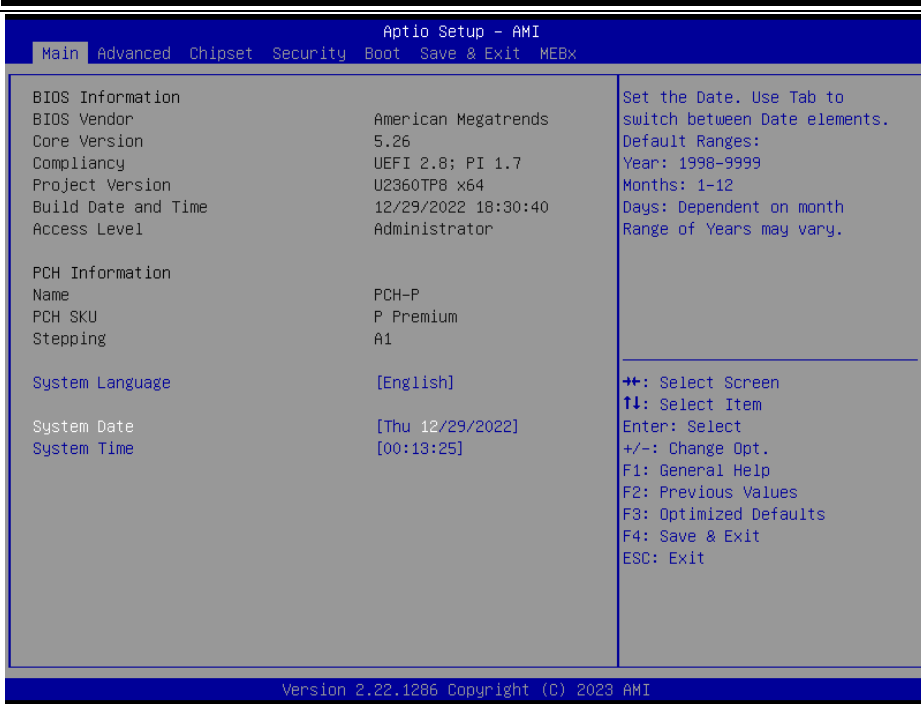 Aptio Setup - AMI
Main Advanced Chipset Security Boot Save & Exit MEBx
BIOS Information
BIOS Vendor American Megatrends
Core Version 5.26
Compliancy UEFI 2.8; PI 1.7
Project Version U2360TP8 x64
Build Date and Time 12/29/2022 18:30:40
Access Level Administrator
PCH Information
Name PCH-P
PCH SKU P Premium
Stepping A1
System Language [English]
System Date [Thu 12/29/2022]
System Time [00:13:25]
Set the Date. Use Tab to
switch between Date elements.
Default Ranges:
Year: 1998-9999
Months: 1-12
Days: Dependent on month
Range of Years may vary.
→←: Select Screen
↑↓: Select Item
Enter: Select
+/-: Change Opt.
F1: General Help
F2: Previous Values
F3: Optimized Defaults
F4: Save & Exit
ESC: Exit
Version 2.22.1286 Copyright (C) 2023 AMI